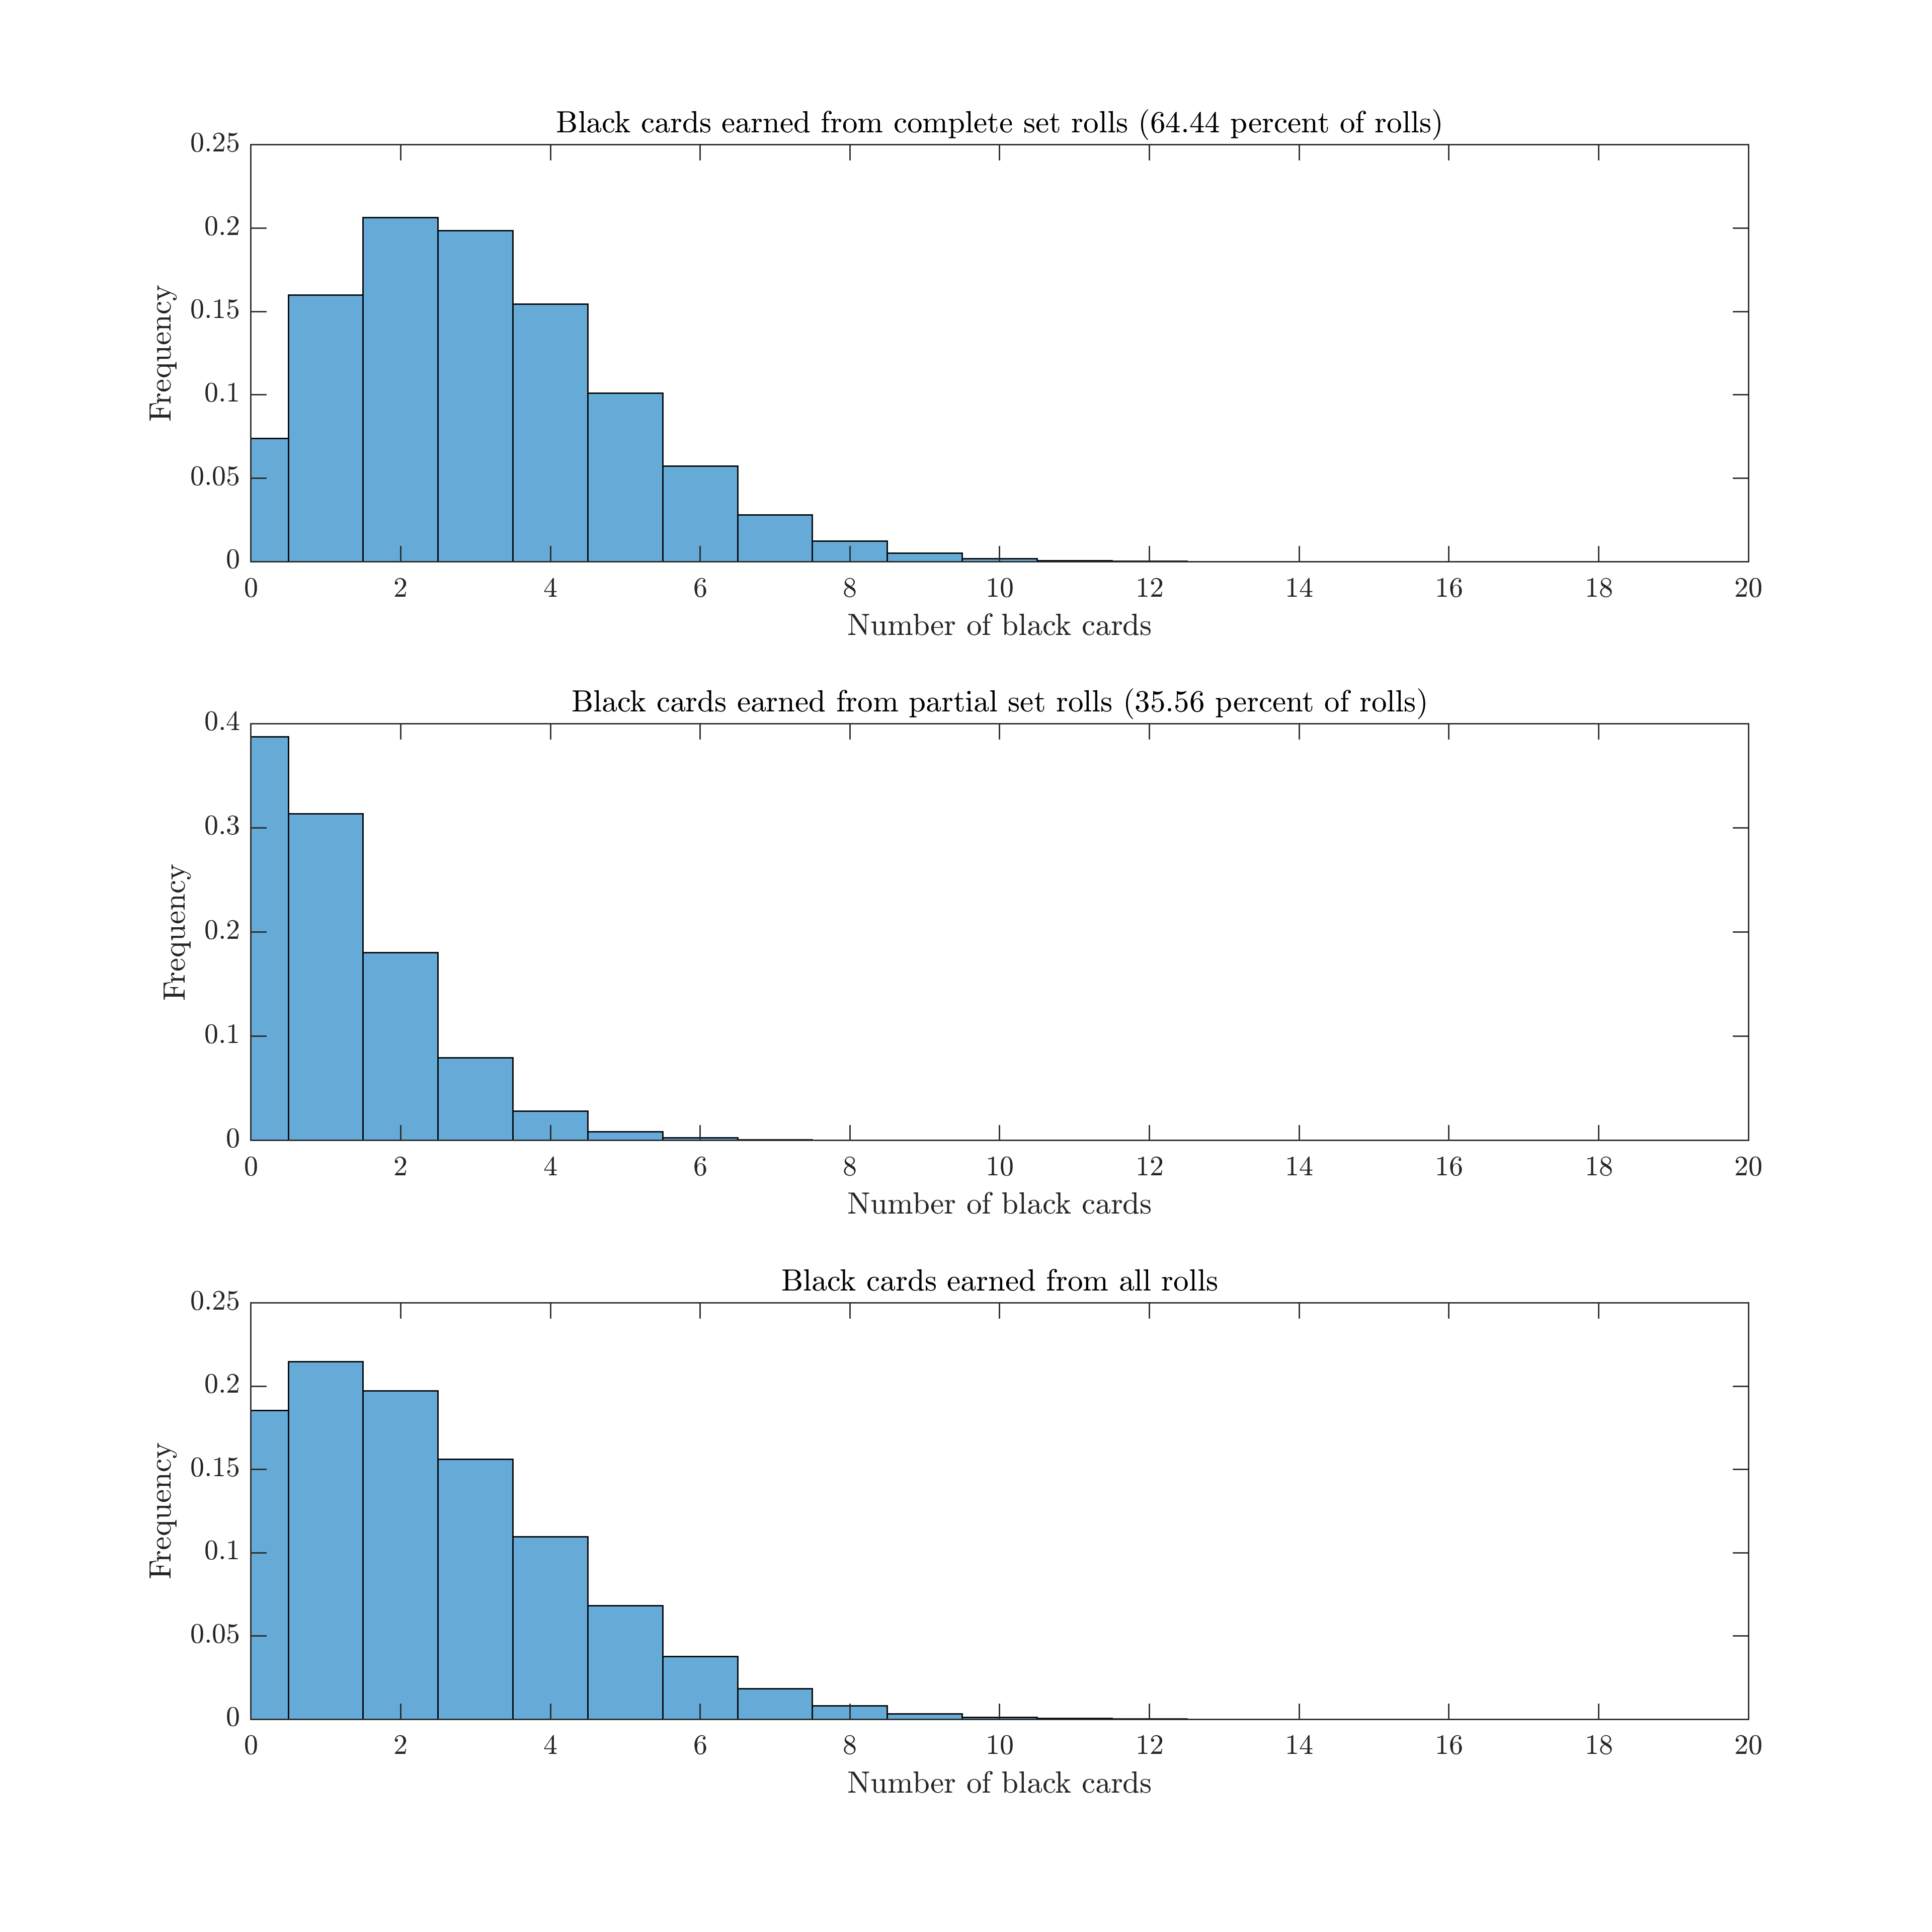 Black cards earned from complete set rolls (64.44 percent of rolls)
0.25
0.2
0.15
0.1
0.05
0
Frequency
0 2 4 6 8 10 12 14 16 18 20
Number of black cards
Black cards earned from partial set rolls (35.56 percent of rolls)
0.4
0.3
0.2
0.1
0
Frequency
0 2 4 6 8 10 12 14 16 18 20
Number of black cards
Black cards earned from all rolls
0.25
0.2
0.15
0.1
0.05
0
Frequency
0 2 4 6 8 10 12 14 16 18 20
Number of black cards